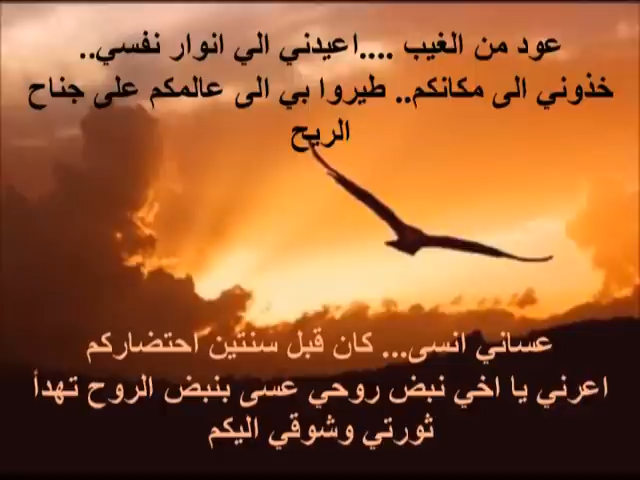 عود من الغيب ....اعيدني الي انوار نفسي..
خذوني الى مكانكم.. طيروا بي الى عالمكم على جناح
الريح
عساني انسى... كان قبل سنتين احتضاركم
اعرني يا اخي نبض روحي عسى بنبض الروح تهدأ
ثورتي وشوقي اليكم